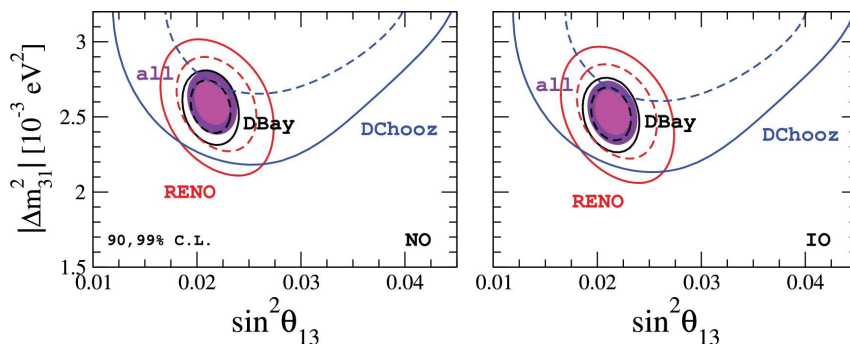 |Δm²₃₁| [10⁻³ eV²]
3
2.5
2
1.5
all
DBay
DChooz
RENO
90,99% C.L.
NO
0.01
0.02
0.03
0.04
sin²θ₁₃
all
DBay
DChooz
RENO
IO
0.01
0.02
0.03
0.04
sin²θ₁₃